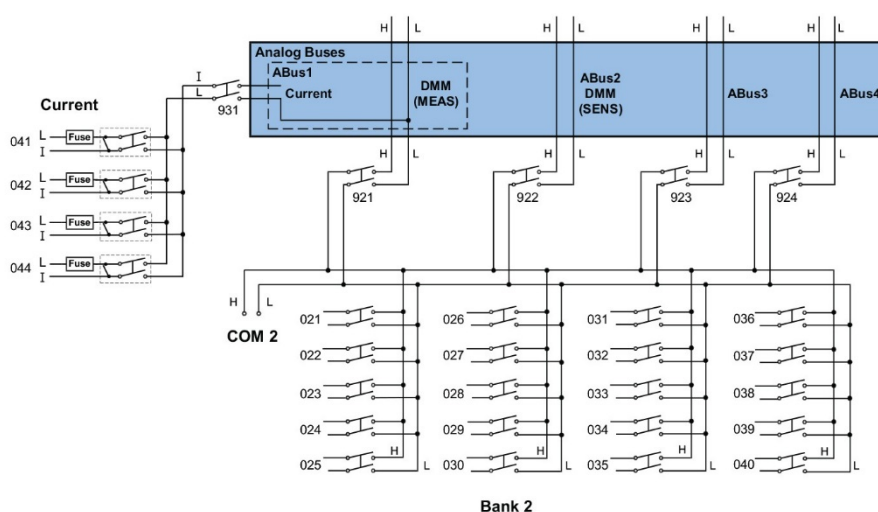 H L H L H L H L
Analog Buses
ABus1
I
Current
L
931
DMM
(MEAS)
ABus2
DMM
(SENS)
ABus3
ABus4
Current
041 L Fuse
I
042 L Fuse
I
043 L Fuse
I
044 L Fuse
I
H L H L H L H L
921 922 923 924
H L
COM 2
021 026 031 036
022 027 032 037
023 028 033 038
024 029 034 039
H H H H
025 L 030 L 035 L 040 L
Bank 2